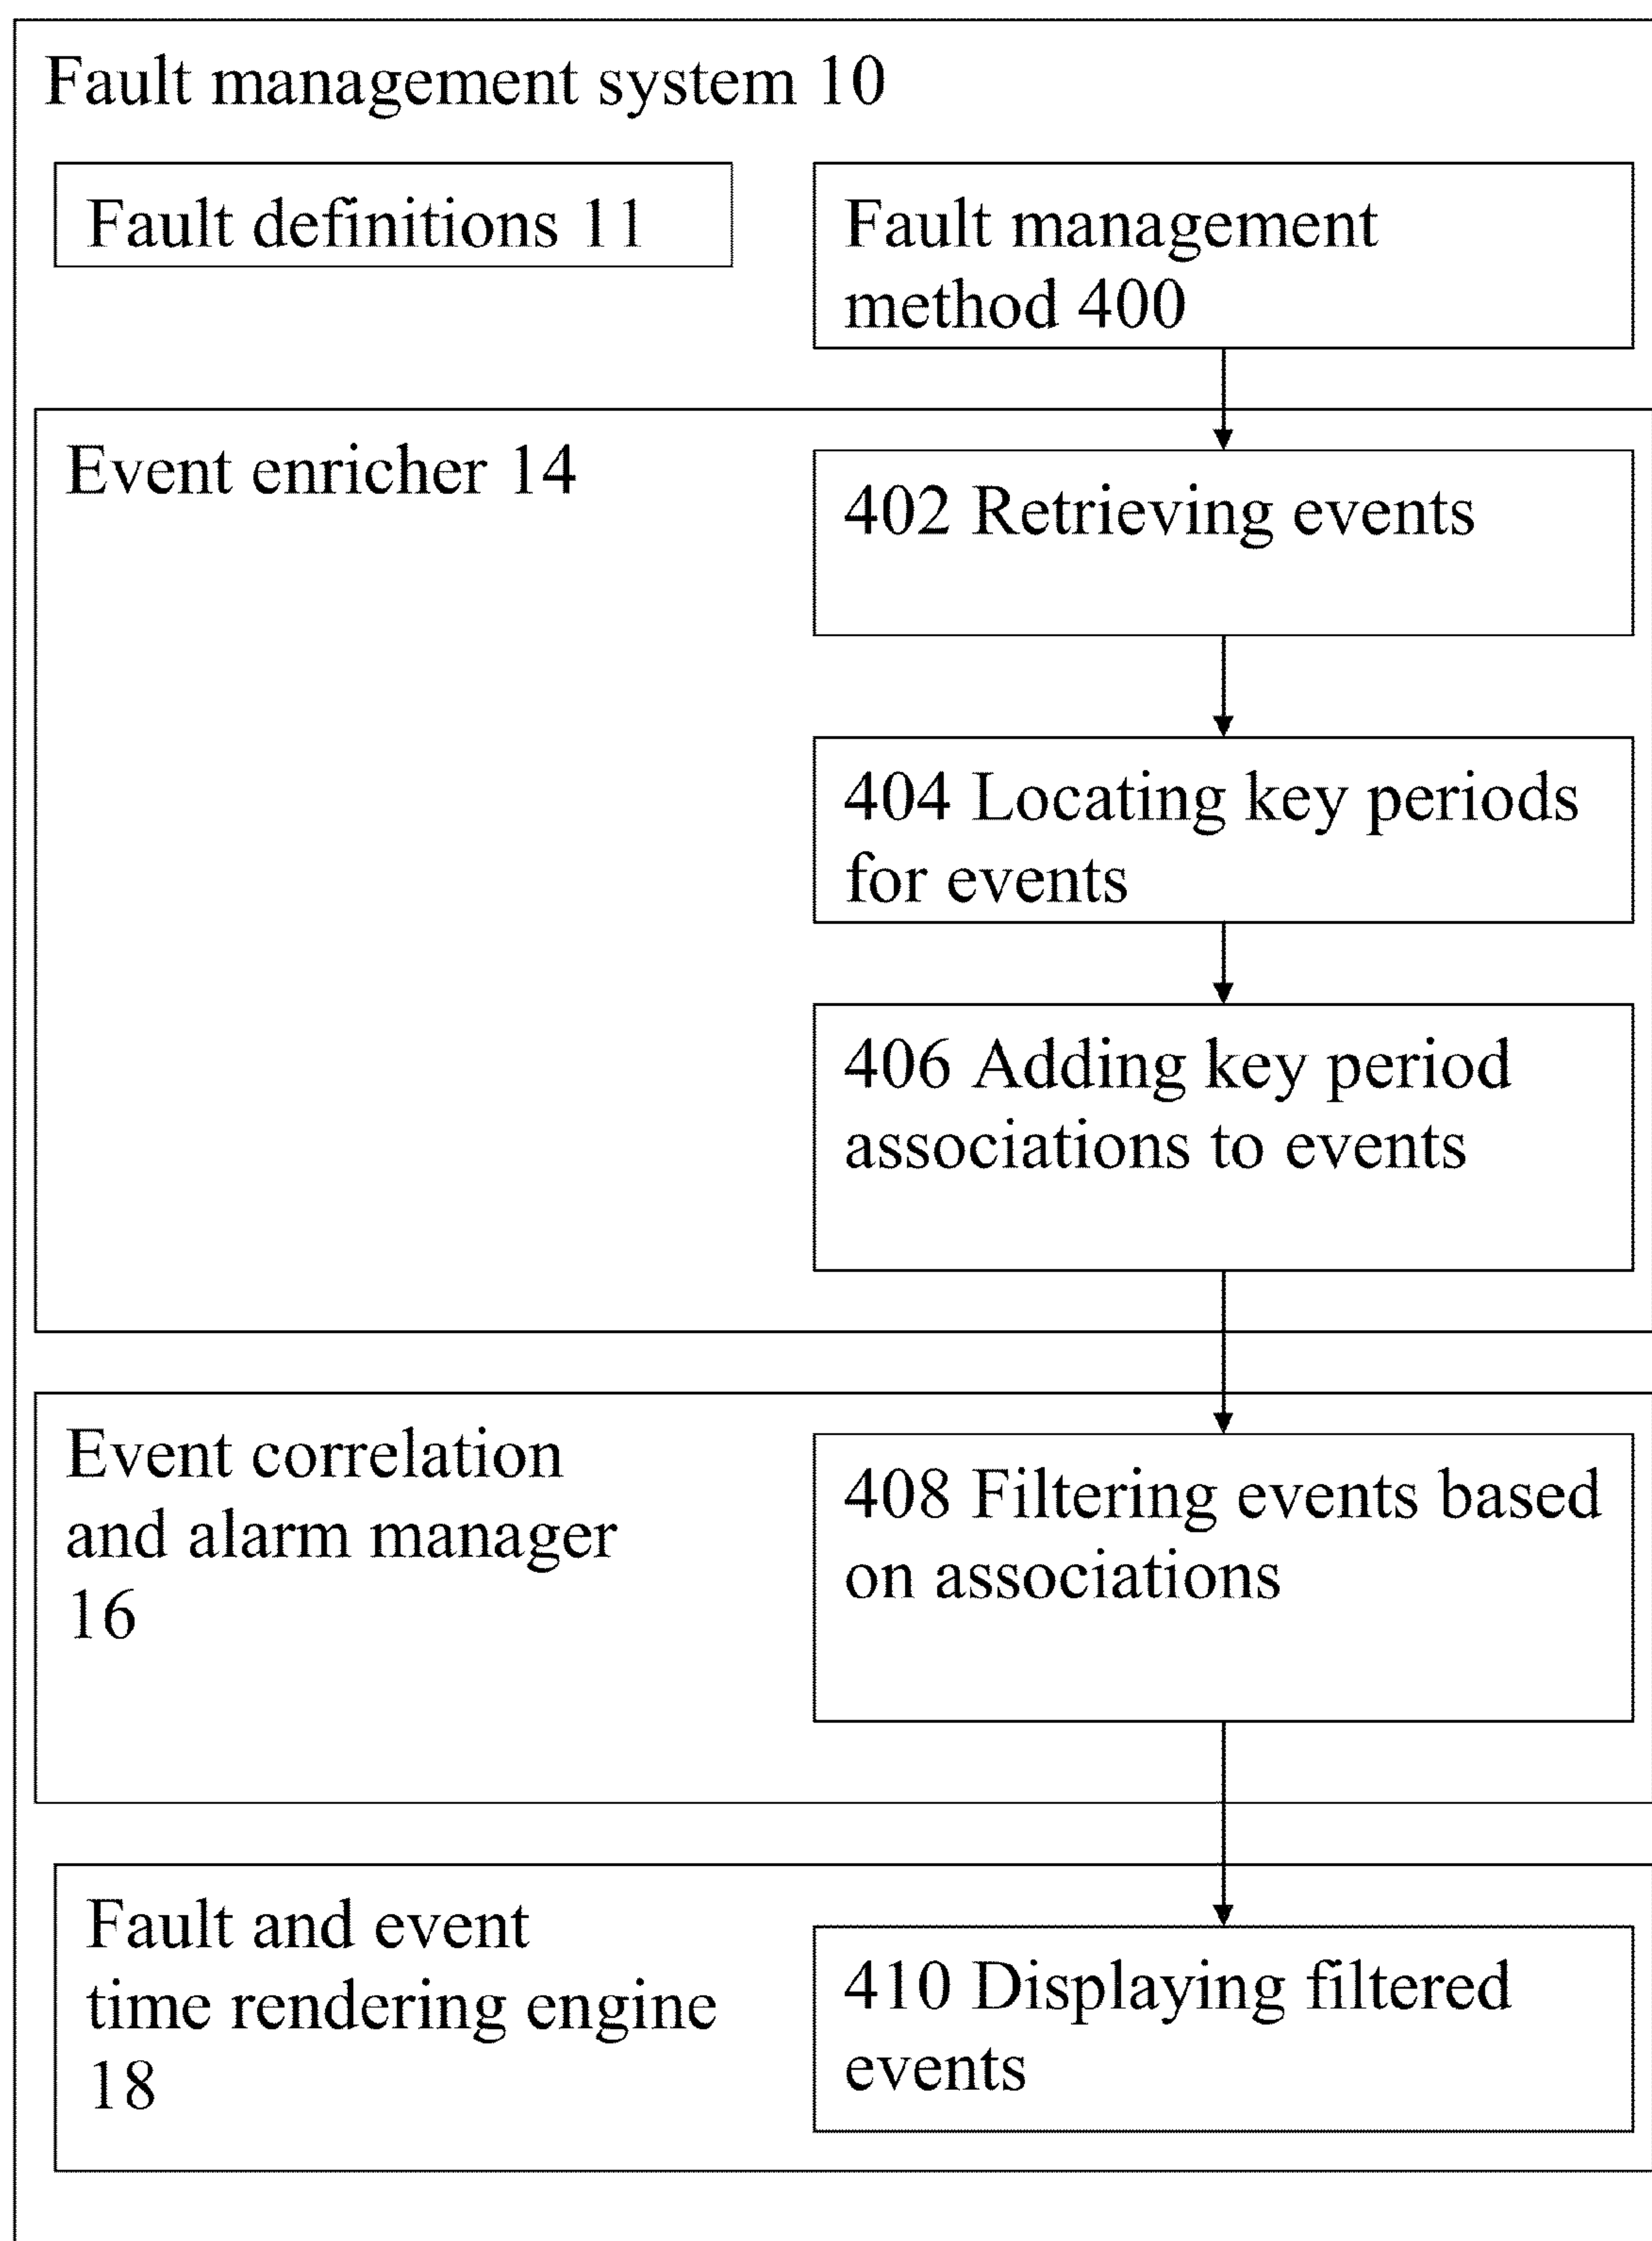 Fault management system 10
Fault definitions 11
Fault management
method 400
Event enricher 14
402 Retrieving events
404 Locating key periods
for events
406 Adding key period
associations to events
Event correlation
and alarm manager
16
408 Filtering events based
on associations
Fault and event
time rendering engine
18
410 Displaying filtered
events